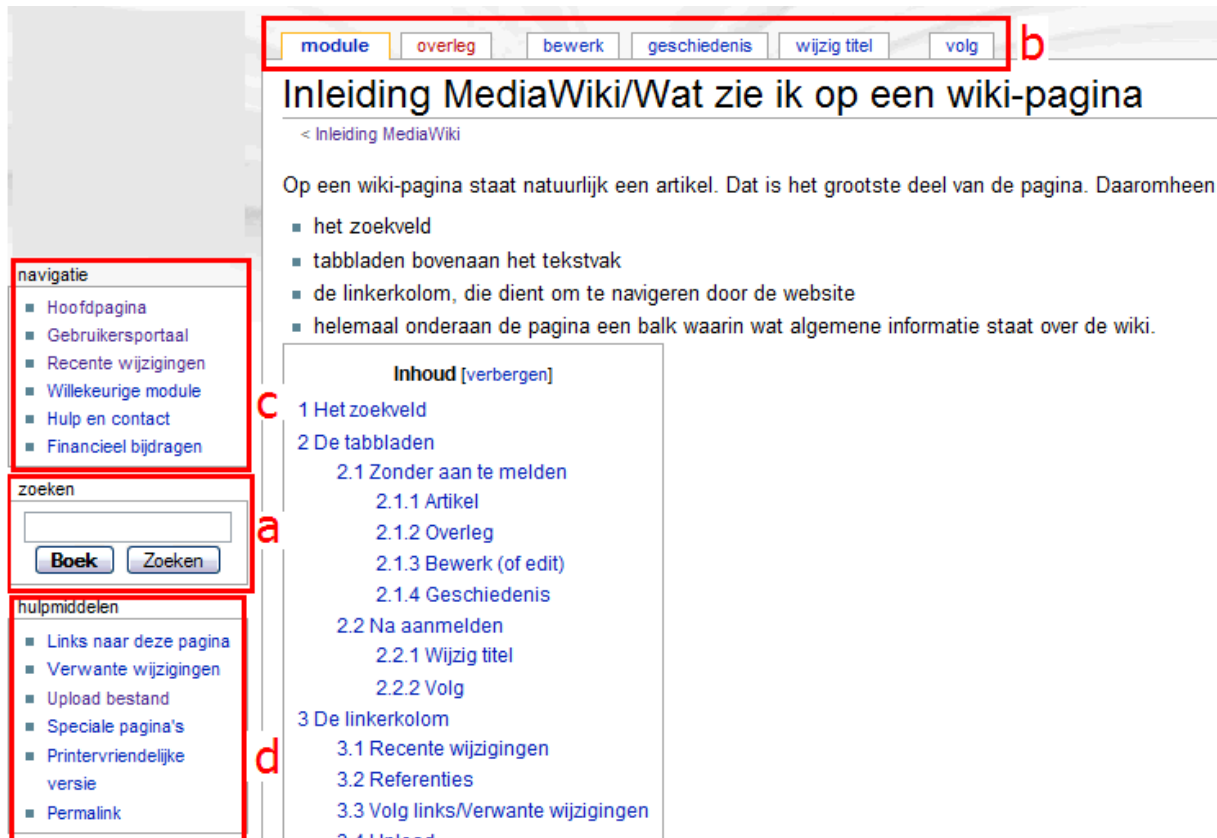 module overleg bewerk geschiedenis wijzig titel volg b
Inleiding MediaWiki/Wat zie ik op een wiki-pagina
< Inleiding MediaWiki
Op een wiki-pagina staat natuurlijk een artikel. Dat is het grootste deel van de pagina. Daaromheen
het zoekveld
tabbladen bovenaan het tekstvak
de linkerkolom, die dient om te navigeren door de website
helemaal onderaan de pagina een balk waarin wat algemene informatie staat over de wiki.
navigatie
Hoofdpagina
Gebruikersportaal
Recente wijzigingen
Willekeurige module
Hulp en contact
Financieel bijdragen
c
zoeken
Boek Zoeken
a
hulpmiddelen
Links naar deze pagina
Verwante wijzigingen
Upload bestand
Speciale pagina's
Printervriendelijke
versie
Permalink
d
Inhoud [verbergen]
1 Het zoekveld
2 De tabbladen
2.1 Zonder aan te melden
2.1.1 Artikel
2.1.2 Overleg
2.1.3 Bewerk (of edit)
2.1.4 Geschiedenis
2.2 Na aanmelden
2.2.1 Wijzig titel
2.2.2 Volg
3 De linkerkolom
3.1 Recente wijzigingen
3.2 Referenties
3.3 Volg links/Verwante wijzigingen
3.4 Upload